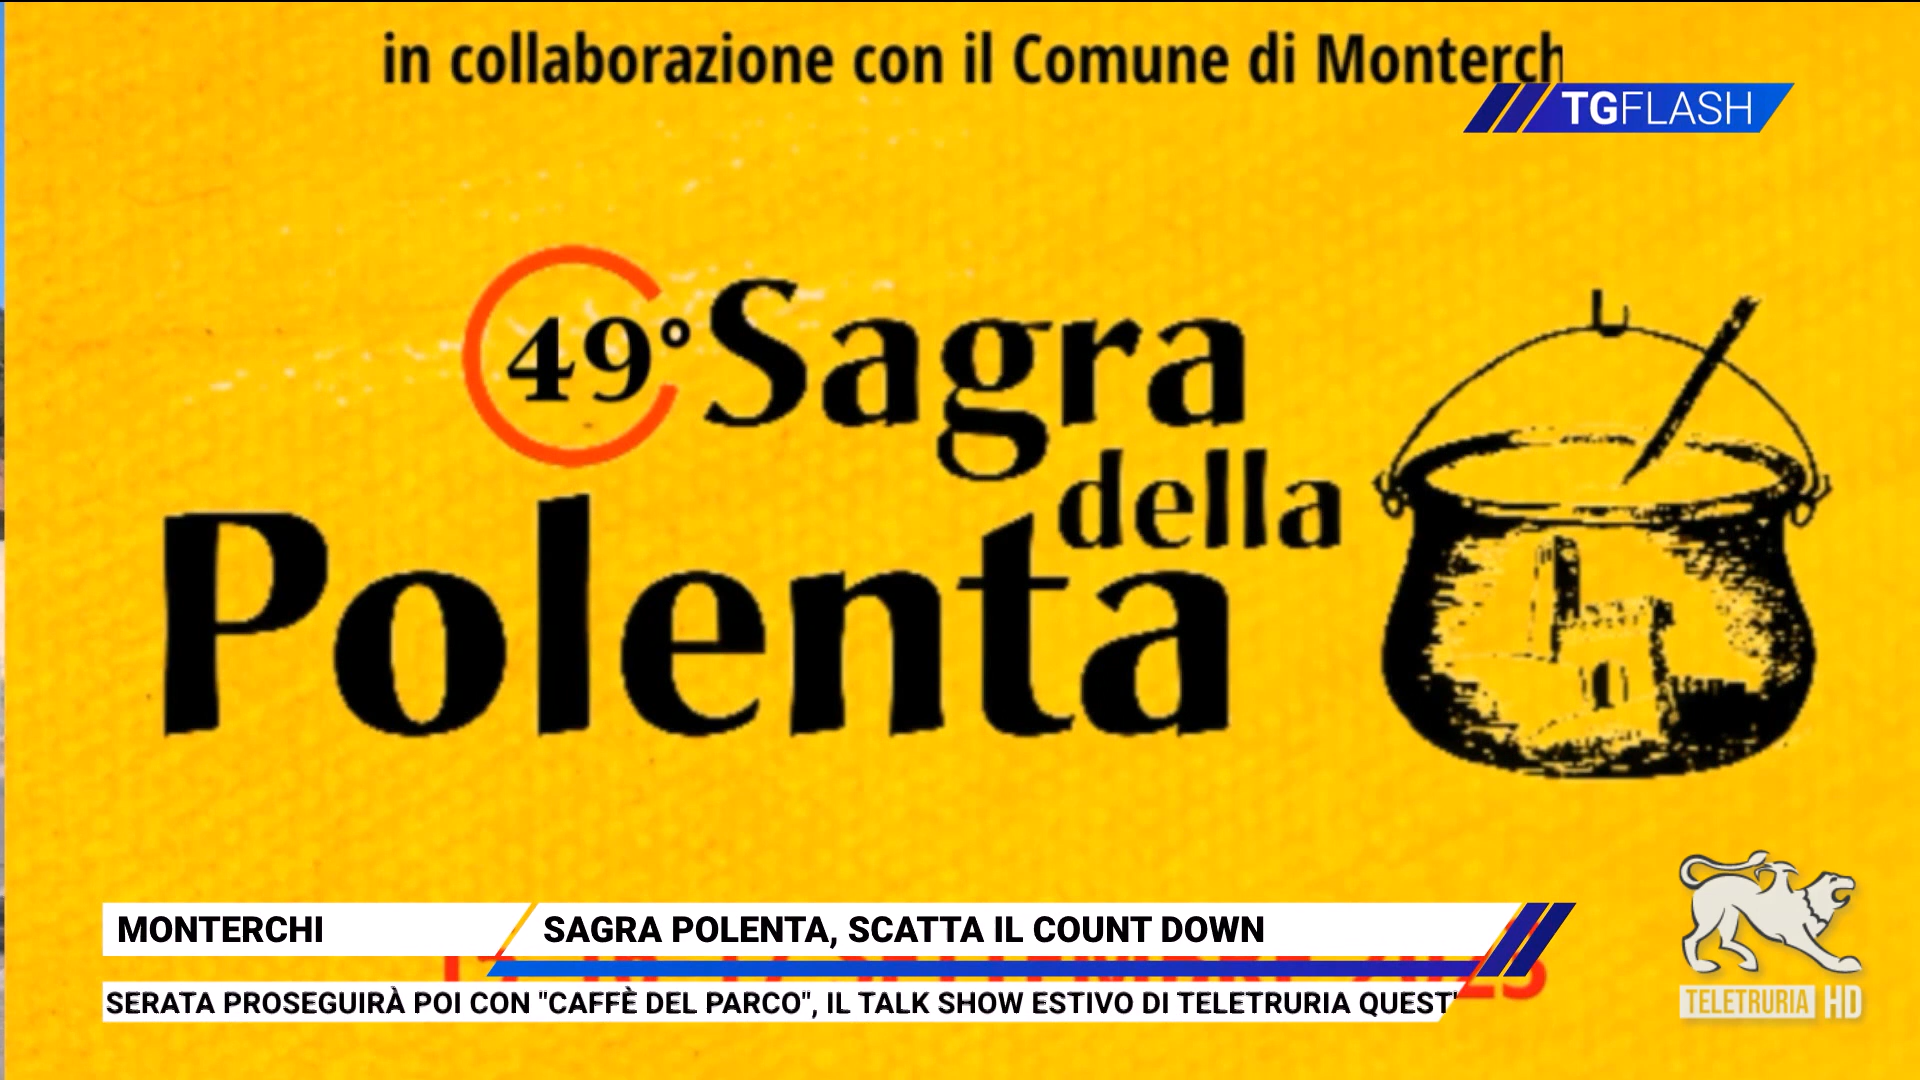 in collaborazione con il Comune di Monterch
TGFLASH
49° Sagra
della
Polenta
MONTERCHI
SAGRA POLENTA, SCATTA IL COUNT DOWN
SERATA PROSEGUIRÀ POI CON "CAFFÈ DEL PARCO", IL TALK SHOW ESTIVO DI TELETRURIA QUEST'
TELETRURIA HD